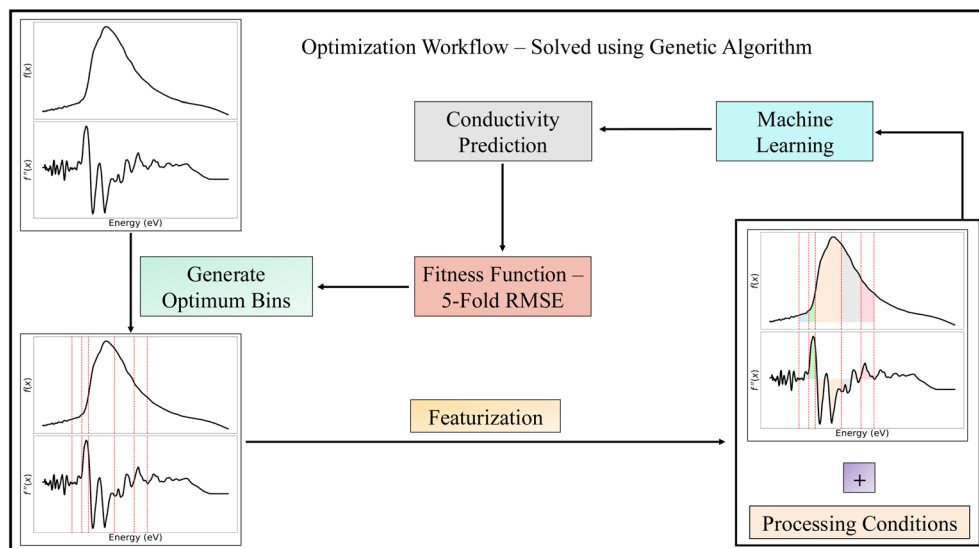 Optimization Workflow – Solved using Genetic Algorithm
f(x)
f''(x)
Energy (eV)
Conductivity
Prediction
Machine
Learning
Generate
Optimum Bins
Fitness Function –
5-Fold RMSE
f(x)
f''(x)
Energy (eV)
Featurization
f(x)
f''(x)
Energy (eV)
+
Processing Conditions